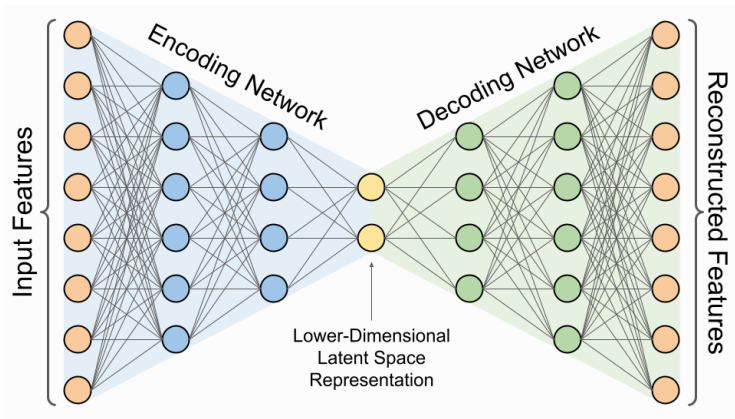 Encoding Network
Decoding Network
Input Features
Reconstructed Features
Lower-Dimensional
Latent Space
Representation